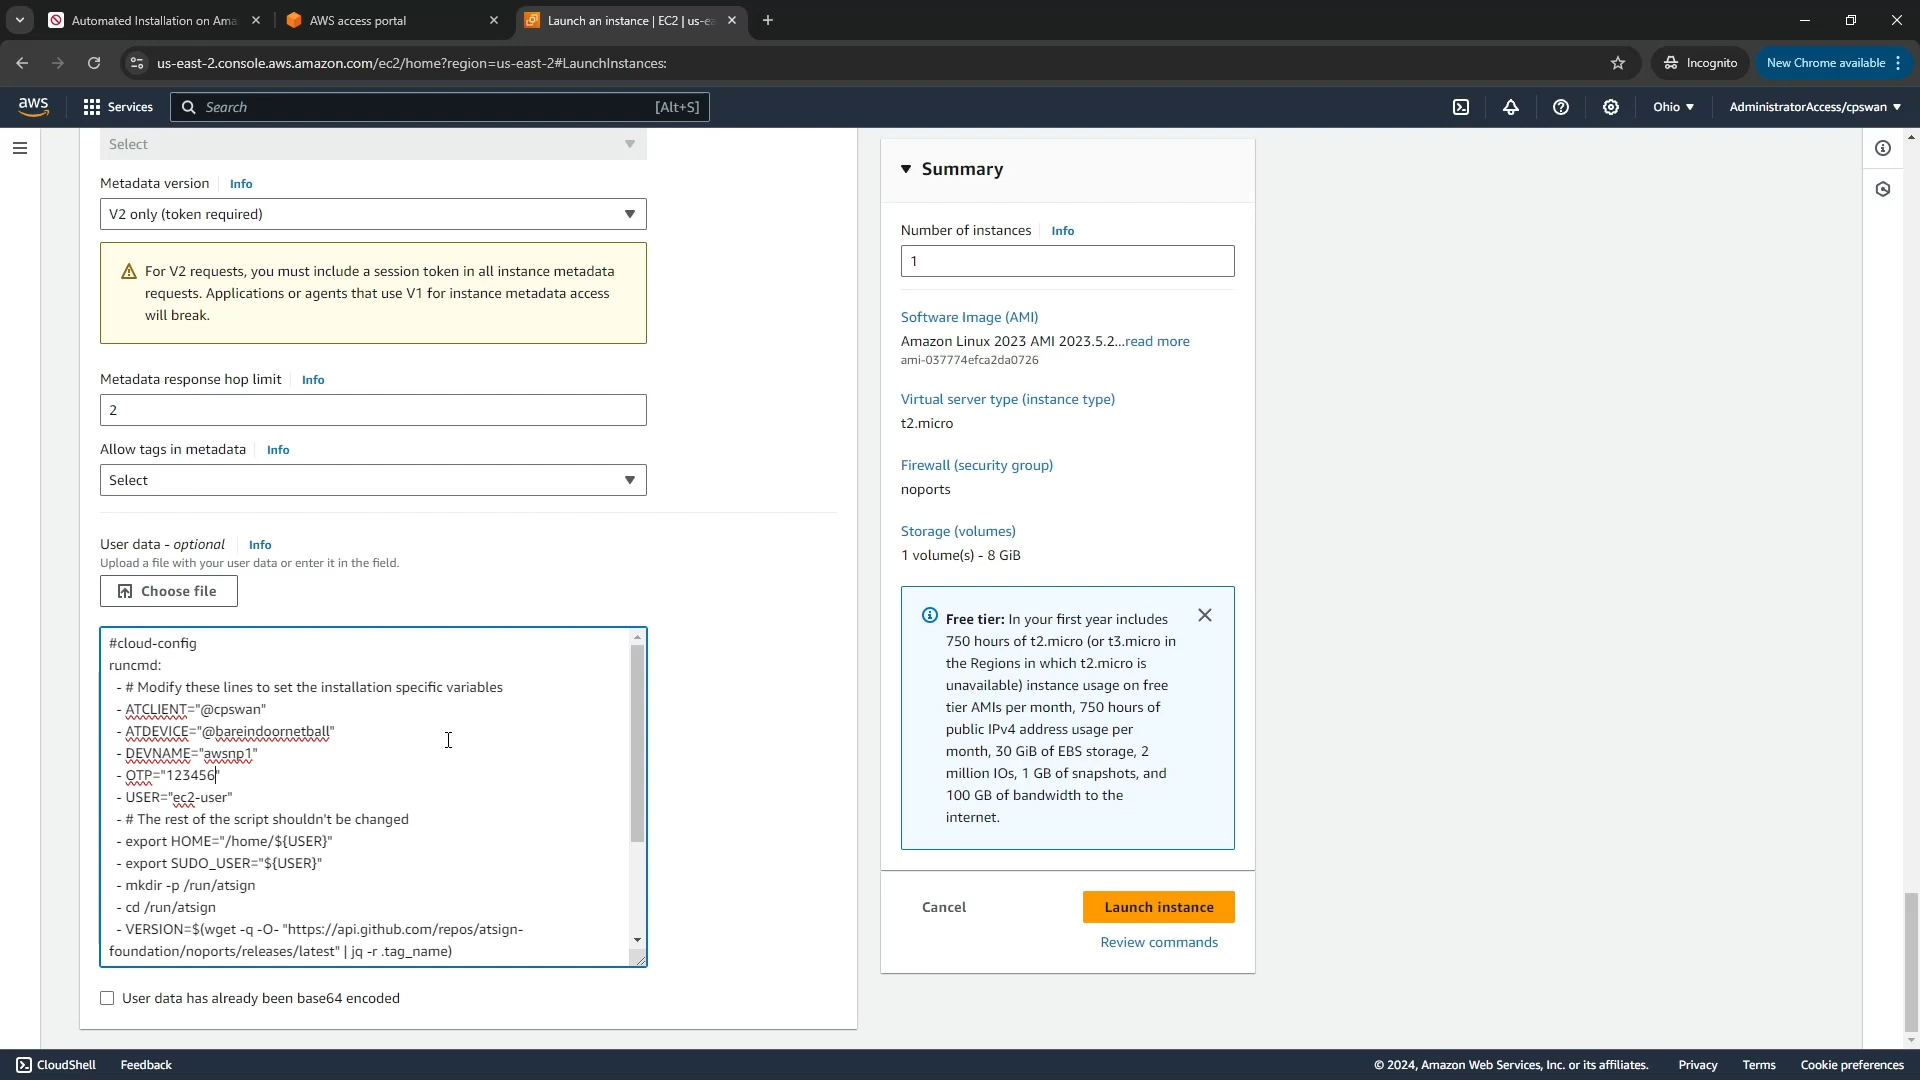 Automated Installation on Ama
AWS access portal
Launch an instance | EC2 | us-ea
us-east-2.console.aws.amazon.com/ec2/home?region=us-east-2#LaunchInstances:
Incognito
New Chrome available
aws
Services
Search
[Alt+S]
Ohio
AdministratorAccess/cpswan
Select
Metadata version
Info
V2 only (token required)
For V2 requests, you must include a session token in all instance metadata
requests. Applications or agents that use V1 for instance metadata access
will break.
Metadata response hop limit
Info
2
Allow tags in metadata
Info
Select
User data - optional
Info
Upload a file with your user data or enter it in the field.
Choose file
#cloud-config
runcmd:
- # Modify these lines to set the installation specific variables
- ATCLIENT="@cpswan"
- ATDEVICE="@bareindoornetball"
- DEVNAME="awsnp1"
- OTP="123456"
- USER="ec2-user"
- # The rest of the script shouldn't be changed
- export HOME="/home/${USER}"
- export SUDO_USER="${USER}"
- mkdir -p /run/atsign
- cd /run/atsign
- VERSION=$(wget -q -O- "https://api.github.com/repos/atsign-
foundation/noports/releases/latest" | jq -r .tag_name)
User data has already been base64 encoded
Summary
Number of instances
Info
1
Software Image (AMI)
Amazon Linux 2023 AMI 2023.5.2...read more
ami-037774efca2da0726
Virtual server type (instance type)
t2.micro
Firewall (security group)
noports
Storage (volumes)
1 volume(s) - 8 GiB
Free tier: In your first year includes
750 hours of t2.micro (or t3.micro in
the Regions in which t2.micro is
unavailable) instance usage on free
tier AMIs per month, 750 hours of
public IPv4 address usage per
month, 30 GiB of EBS storage, 2
million IOs, 1 GB of snapshots, and
100 GB of bandwidth to the
internet.
Cancel
Launch instance
Review commands
CloudShell
Feedback
© 2024, Amazon Web Services, Inc. or its affiliates.
Privacy
Terms
Cookie preferences